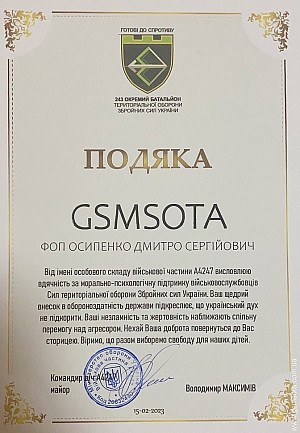 ГОТОВІ ДО СПРОТИВУ
243 ОКРЕМИЙ БАТАЛЬЙОН
ТЕРИТОРІАЛЬНОЇ ОБОРОНИ
ЗБРОЙНИХ СИЛ УКРАЇНИ
ПОДЯКА
GSMSOTA
ФОП ОСИПЕНКО ДМИТРО СЕРГІЙОВИЧ
Від імені особового складу військової частини А4247 висловлюю
вдячність за морально-психологічну підтримку військовослужбовців
Сил територіальної оборони Збройних сил України. Ваш щедрий
внесок в обороноздатність держави підкреслює, що український дух
не підкорити. Ваші незламність та жертовність наближають спільну
перемогу над агресором. Нехай Ваша доброта повернуться до Вас
сторицею. Віримо, що разом виборемо свободу для наших дітей.
Командир в/ч А4247
майор
Володимир МАКСИМІВ
15-02-2023